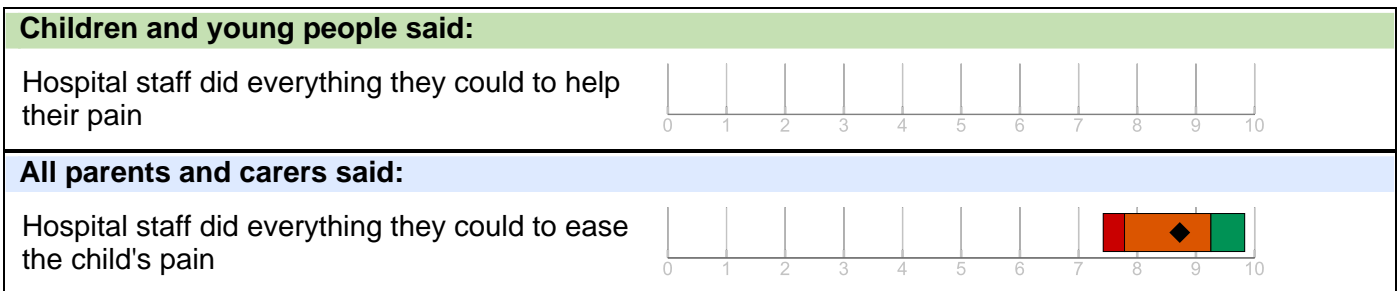 Children and young people said:
Hospital staff did everything they could to help
their pain
0 1 2 3 4 5 6 7 8 9 10
All parents and carers said:
Hospital staff did everything they could to ease
the child's pain
0 1 2 3 4 5 6 7 8 9 10